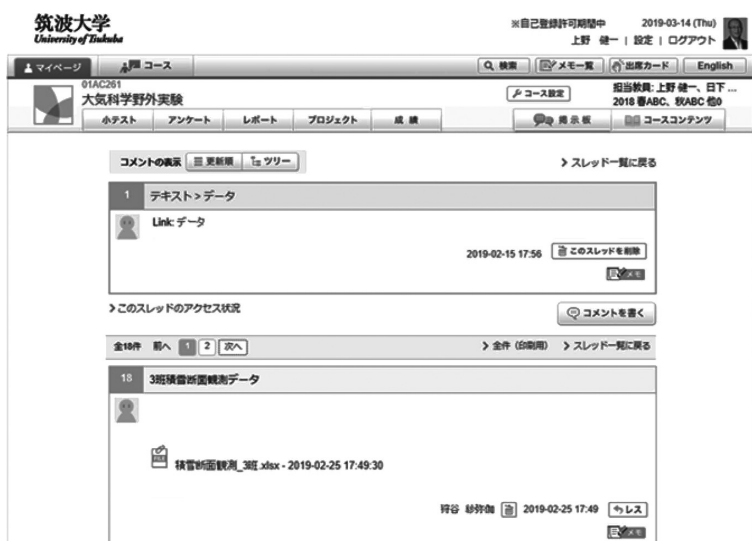 筑波大学
University of Tsukuba
※自己登録許可期間中 2019-03-14 (Thu)
上野 健一 | 設定 | ログアウト
マイページ コース 検索 メモ一覧 出席カード English
01AC261
大気科学野外実験
コース設定
担当教員: 上野 健一、日下 ...
2018 春ABC、秋ABC 他0
小テスト アンケート レポート プロジェクト 成績 掲示板 コースコンテンツ
コメントの表示 更新順 ツリー > スレッド一覧に戻る
1 テキスト > データ
Link: データ
2019-02-15 17:56 このスレッドを削除
メモ
> このスレッドのアクセス状況
コメントを書く
全18件 前へ 1 2 次へ > 全件 (印刷用) > スレッド一覧に戻る
18 3班積雪断面観測データ
FILE
積雪断面観測_3班.xlsx - 2019-02-25 17:49:30
狩谷 2019-02-25 17:49 レス
メモ